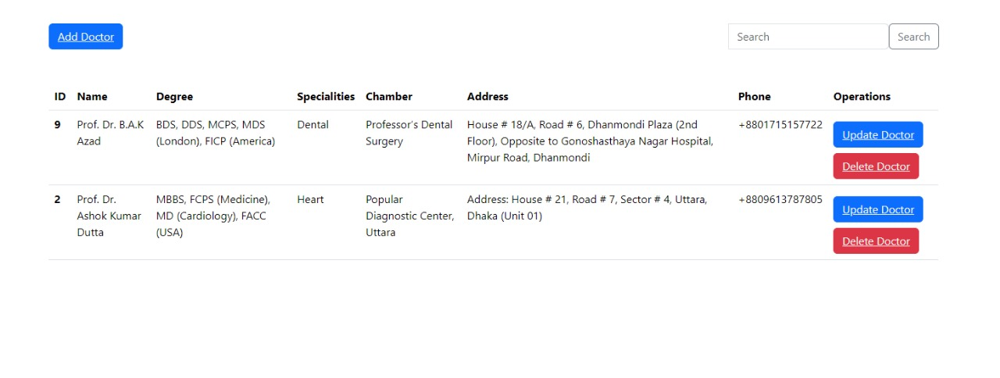 Add Doctor
Search Search
ID Name Degree Specialities Chamber Address Phone Operations
9 Prof. Dr. B.A.K BDS, DDS, MCPS, MDS Dental Professor's Dental House # 18/A, Road # 6, Dhanmondi Plaza (2nd +8801715157722
Azad (London), FICP (America) Surgery Floor), Opposite to Gonoshasthaya Nagar Hospital, Update Doctor
Mirpur Road, Dhanmondi
Delete Doctor
2 Prof. Dr. MBBS, FCPS (Medicine), Heart Popular Address: House # 21, Road # 7, Sector # 4, Uttara, +8809613787805
Ashok Kumar MD (Cardiology), FACC Diagnostic Center, Dhaka (Unit 01) Update Doctor
Dutta (USA) Uttara
Delete Doctor